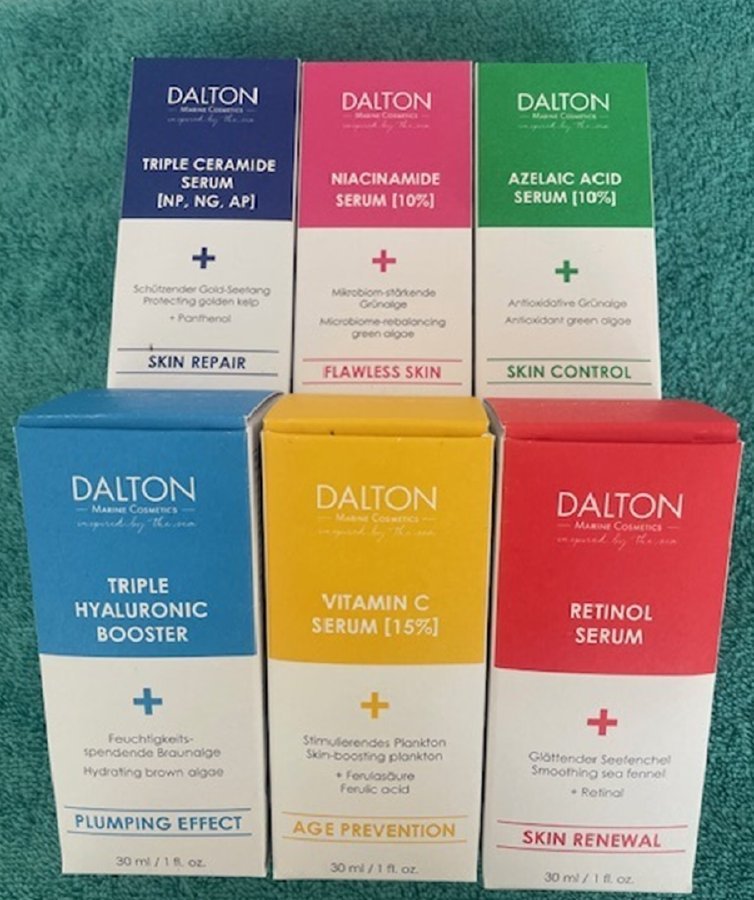 DALTON
MARINE COSMETICS
inspired by the sea
TRIPLE CERAMIDE
SERUM
[NP, NG, AP]
+
Schützender Gold-Seetang
Protecting golden kelp
+ Panthenol
SKIN REPAIR
DALTON
MARINE COSMETICS
inspired by the sea
NIACINAMIDE
SERUM [10%]
+
Mikrobiom-stärkende
Grünalge
Microbiome-rebalancing
green algae
FLAWLESS SKIN
DALTON
MARINE COSMETICS
inspired by the sea
AZELAIC ACID
SERUM [10%]
+
Antioxidative Grünalge
Antioxidant green algae
SKIN CONTROL
DALTON
MARINE COSMETICS
inspired by the sea
TRIPLE
HYALURONIC
BOOSTER
+
Feuchtigkeits-
spendende Braunalge
Hydrating brown algae
PLUMPING EFFECT
30 ml / 1 fl. oz.
DALTON
MARINE COSMETICS
inspired by the sea
VITAMIN C
SERUM [15%]
+
Stimulierendes Plankton
Skin-boosting plankton
+ Ferulasäure
Ferulic acid
AGE PREVENTION
30 ml / 1 fl. oz.
DALTON
MARINE COSMETICS
inspired by the sea
RETINOL
SERUM
+
Glättender Seefenchel
Smoothing sea fennel
+ Retinal
SKIN RENEWAL
30 ml / 1 fl. oz.